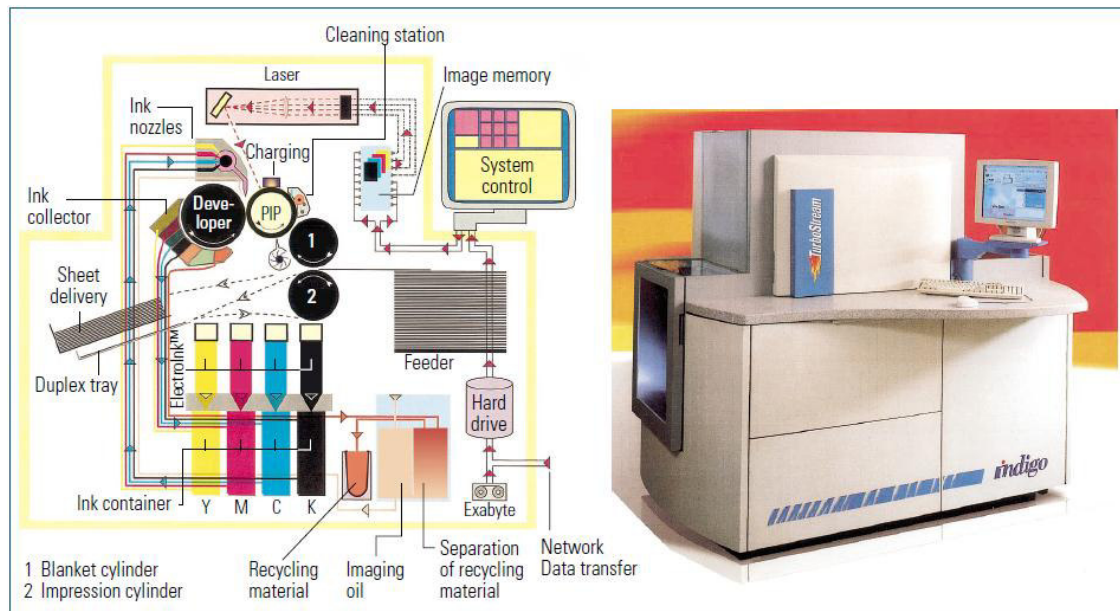 Cleaning station
Laser
Image memory
Ink
nozzles
Charging
System
control
Ink
collector
Deve-
loper
PIP
1
2
Sheet
delivery
Duplex tray
ElectroInk™
Feeder
Hard
drive
Ink container
Y M C K
Exabyte
1 Blanket cylinder
2 Impression cylinder
Recycling
material
Imaging
oil
Separation
of recycling
material
Network
Data transfer
TurboStream
indigo